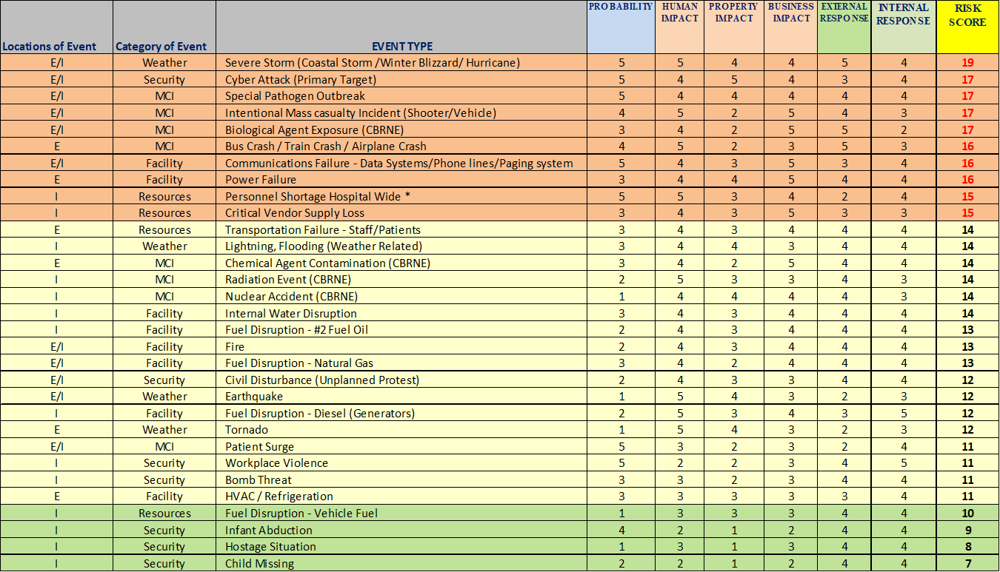 Locations of Event Category of Event EVENT TYPE PROBABILITY HUMAN IMPACT PROPERTY IMPACT BUSINESS IMPACT EXTERNAL RESPONSE INTERNAL RESPONSE RISK SCORE
E/I Weather Severe Storm (Coastal Storm /Winter Blizzard/ Hurricane) 5 5 4 4 5 4 19
E/I Security Cyber Attack (Primary Target) 5 4 5 4 3 4 17
E/I MCI Special Pathogen Outbreak 5 4 4 4 4 4 17
E/I MCI Intentional Mass casualty Incident (Shooter/Vehicle) 4 5 2 5 4 3 17
E/I MCI Biological Agent Exposure (CBRNE) 3 4 2 5 5 2 17
E MCI Bus Crash / Train Crash / Airplane Crash 4 5 2 3 5 3 16
E/I Facility Communications Failure - Data Systems/Phone lines/Paging system 5 4 3 5 3 4 16
E Facility Power Failure 3 4 4 5 4 4 16
I Resources Personnel Shortage Hospital Wide * 5 5 3 4 2 4 15
I Resources Critical Vendor Supply Loss 3 4 3 5 3 3 15
E Resources Transportation Failure - Staff/Patients 3 4 3 4 4 4 14
I Weather Lightning, Flooding (Weather Related) 3 4 4 3 4 4 14
E MCI Chemical Agent Contamination (CBRNE) 3 4 2 5 4 4 14
I MCI Radiation Event (CBRNE) 2 5 3 3 4 3 14
I MCI Nuclear Accident (CBRNE) 1 4 4 4 4 3 14
I Facility Internal Water Disruption 3 4 3 4 4 4 14
I Facility Fuel Disruption - #2 Fuel Oil 2 4 3 4 4 4 13
E/I Facility Fire 2 4 3 4 4 4 13
E/I Facility Fuel Disruption - Natural Gas 3 4 2 4 4 4 13
E/I Security Civil Disturbance (Unplanned Protest) 2 4 3 3 4 4 12
E/I Weather Earthquake 1 5 4 3 2 3 12
I Facility Fuel Disruption - Diesel (Generators) 2 5 3 4 3 5 12
E Weather Tornado 1 5 4 3 2 3 12
E/I MCI Patient Surge 5 3 2 3 2 4 11
I Security Workplace Violence 5 2 2 3 4 5 11
I Security Bomb Threat 3 3 2 3 4 4 11
E Facility HVAC / Refrigeration 3 3 3 3 3 4 11
I Resources Fuel Disruption - Vehicle Fuel 1 3 3 3 4 4 10
I Security Infant Abduction 4 2 1 2 4 4 9
I Security Hostage Situation 1 3 1 3 4 4 8
I Security Child Missing 2 2 1 2 4 4 7